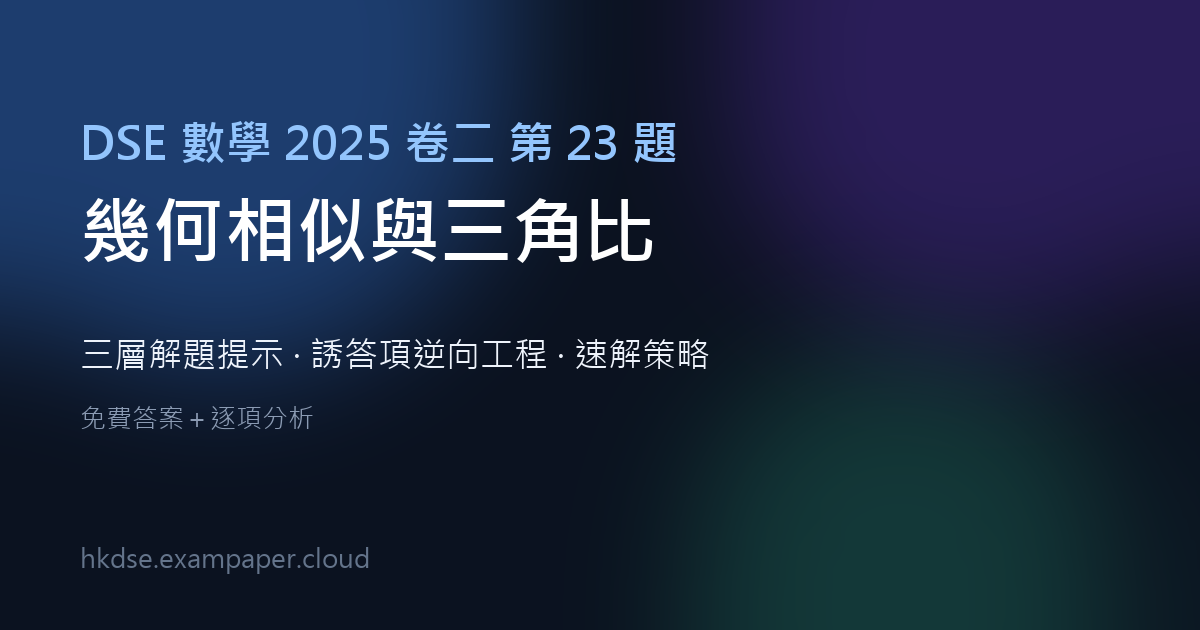 DSE 數學 2025 卷二 第 23 題
幾何相似與三角比
三層解題提示 · 誘答項逆向工程 · 速解策略
免費答案 + 逐項分析
hkdse.exampaper.cloud